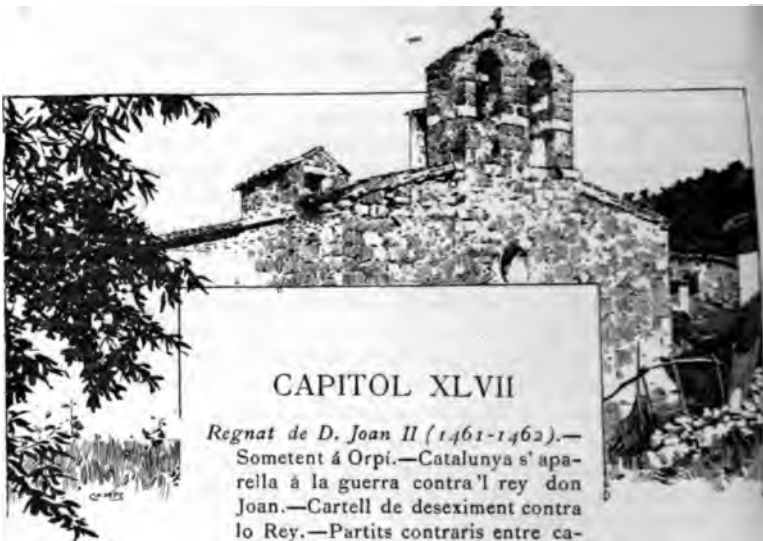 CAPITOL XLVII
Regnat de D. Joan II (1461-1462).—
Someten á Orpí.—Catalunya s' apa-
rella à la guerra contra 'l rey don
Joan.—Cartell de deseximent contra
lo Rey.—Partits contraris entre ca-